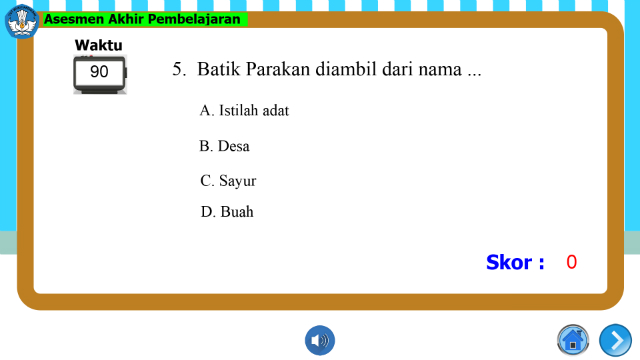 Asesmen Akhir Pembelajaran
Waktu
90
5. Batik Parakan diambil dari nama ...
A. Istilah adat
B. Desa
C. Sayur
D. Buah
Skor : 0